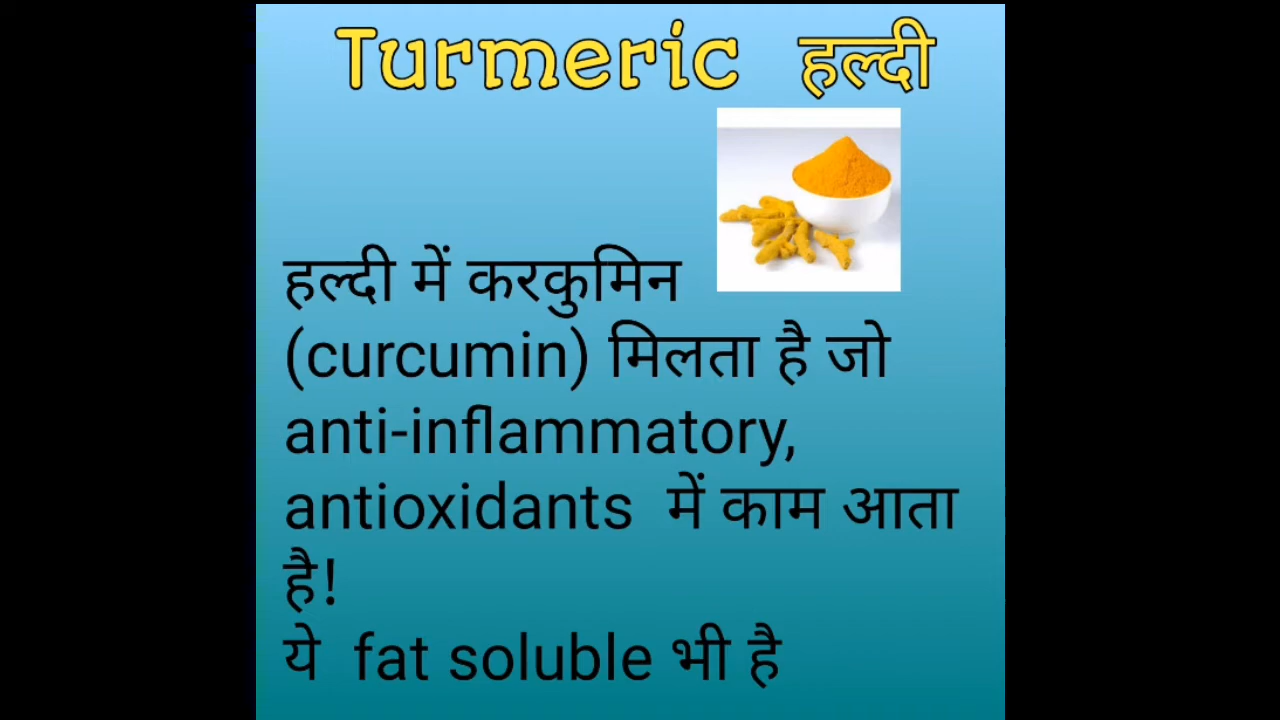 Turmeric हल्दी
हल्दी में करकुमिन
(curcumin) मिलता है जो
anti-inflammatory,
antioxidants में काम आता
है!
ये fat soluble भी है